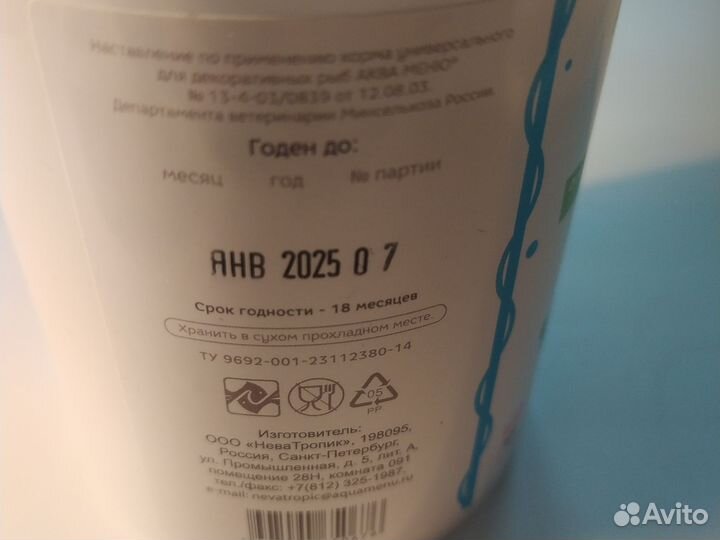 Наставление по применению корма универсального
для декоративных рыб АКВА МЕНЮ®
№ 13-4-03/0839 от 12.08.03.
Департамента ветеринарии Минсельхоза России.
Годен до:
месяц год № партии
ЯНВ 2025 0 7
Срок годности - 18 месяцев
Хранить в сухом прохладном месте.
ТУ 9692-001-23112380-14
05
PP
Изготовитель:
ООО «НеваТропик», 198095,
Россия, Санкт-Петербург,
ул. Промышленная, д. 5, лит. А,
помещение 28Н, комната 091
тел./факс: +7(812) 325-1987.
e-mail: nevatropic@aquamenu.ru
Avito